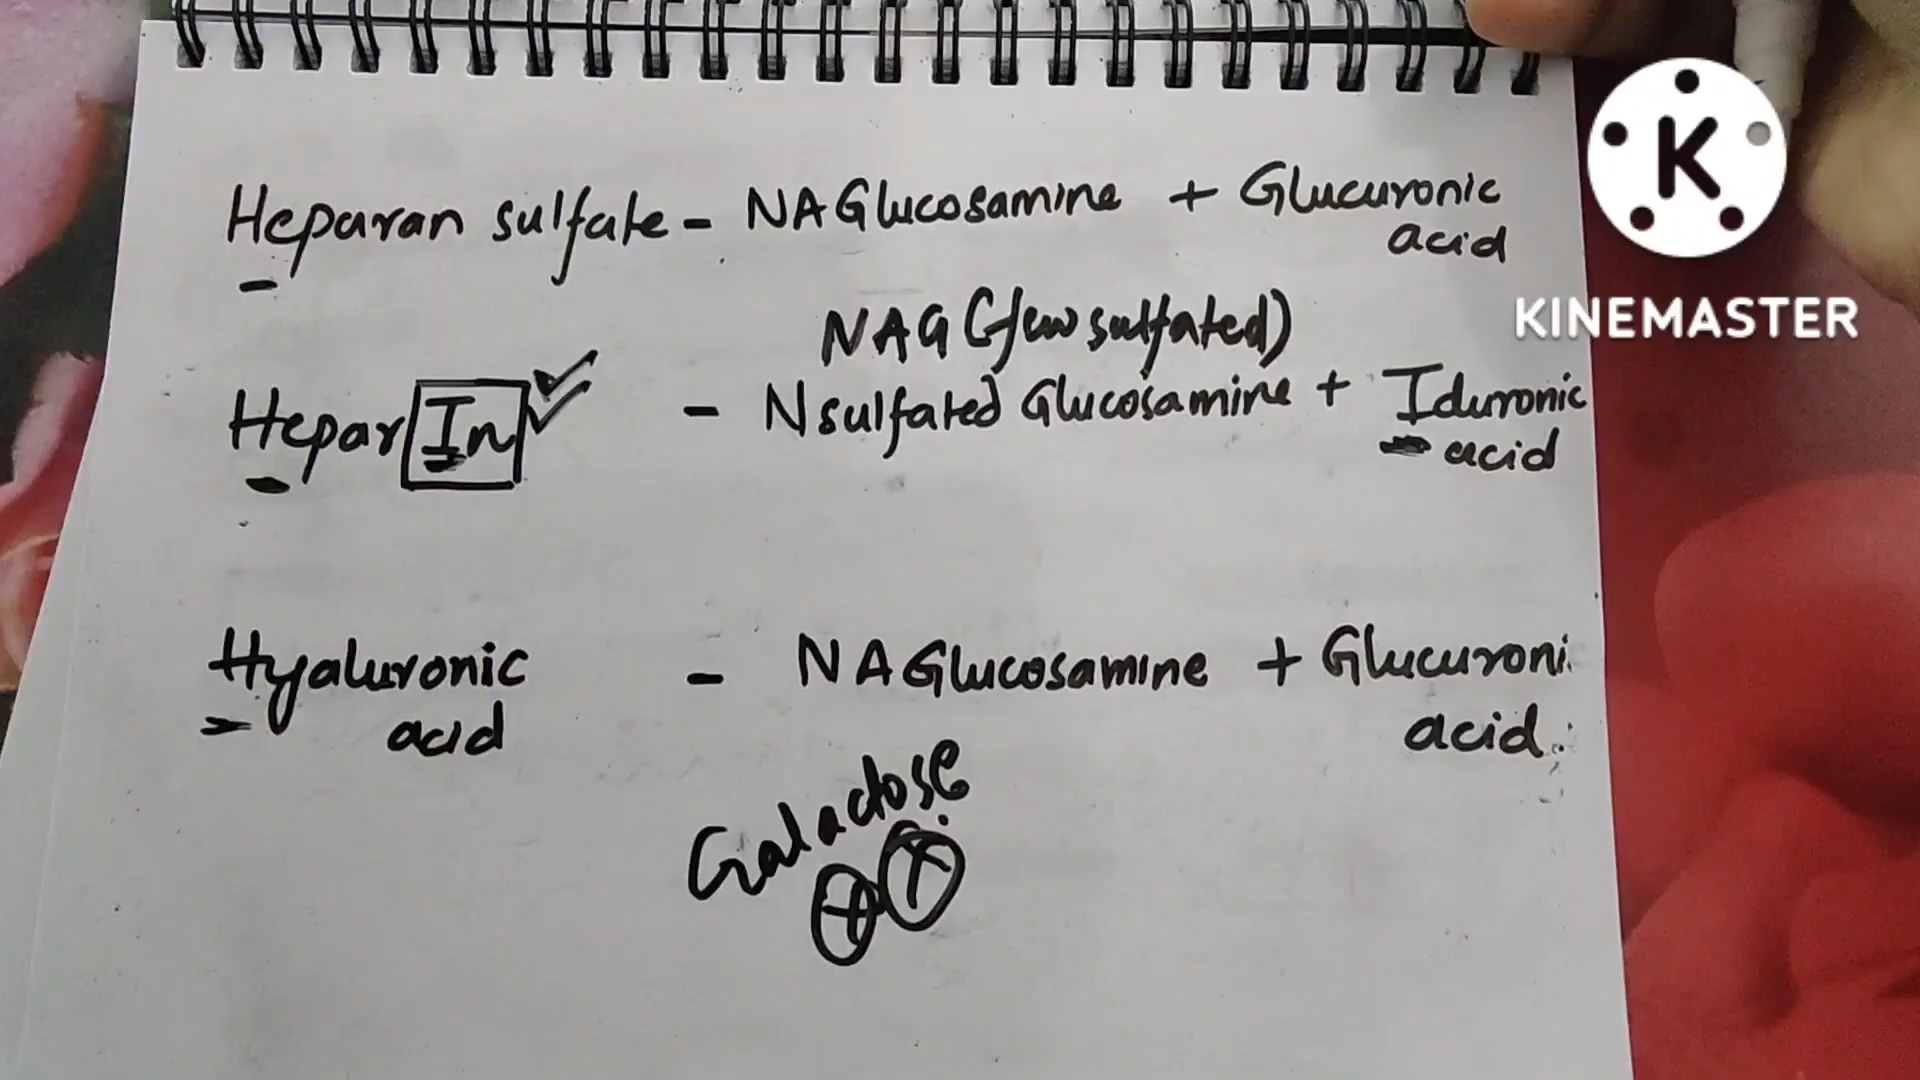 Heparan sulfate - NAGlucosamine + Glucuronic
acid
NAG (few sulfated)
HeparIn - Nsulfated Glucosamine + Iduronic
acid
Hyaluronic - NAGlucosamine + Glucuroni
acid acid.
Galactose
K
KINEMASTER